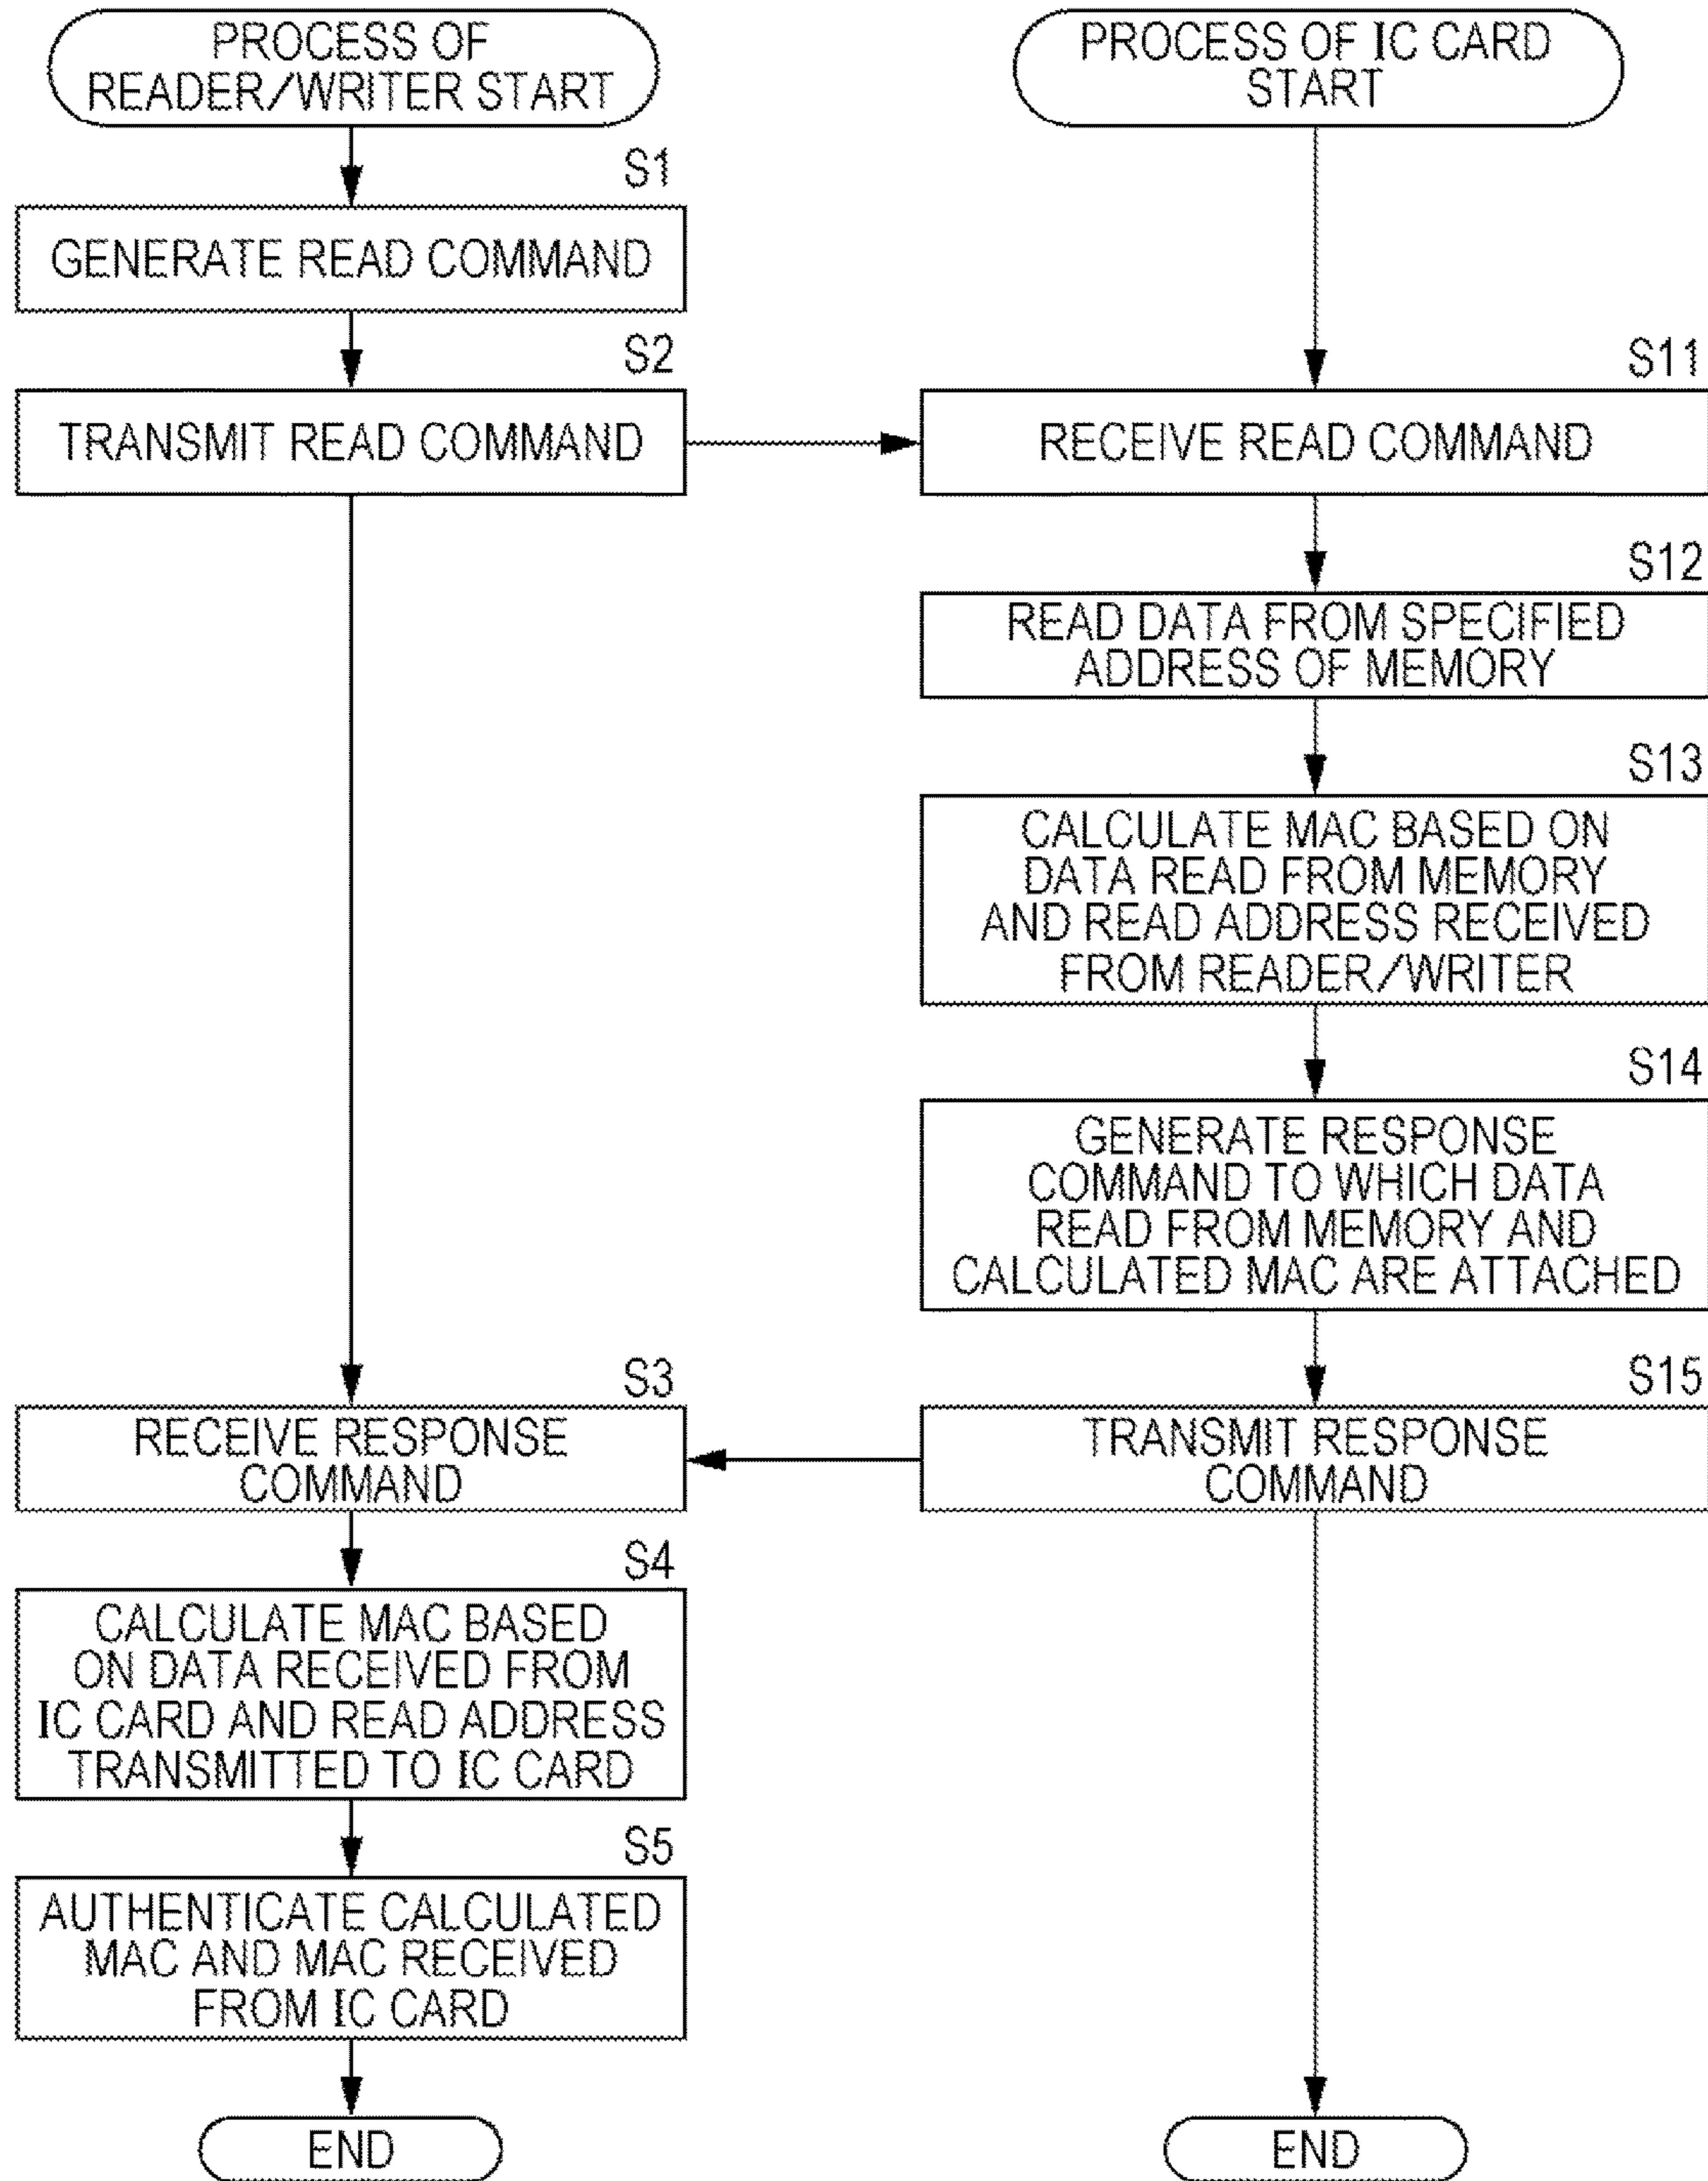 PROCESS OF
READER/WRITER START
S1
GENERATE READ COMMAND
S2
TRANSMIT READ COMMAND
S3
RECEIVE RESPONSE
COMMAND
S4
CALCULATE MAC BASED
ON DATA RECEIVED FROM
IC CARD AND READ ADDRESS
TRANSMITTED TO IC CARD
S5
AUTHENTICATE CALCULATED
MAC AND MAC RECEIVED
FROM IC CARD
END
PROCESS OF IC CARD
START
S11
RECEIVE READ COMMAND
S12
READ DATA FROM SPECIFIED
ADDRESS OF MEMORY
S13
CALCULATE MAC BASED ON
DATA READ FROM MEMORY
AND READ ADDRESS RECEIVED
FROM READER/WRITER
S14
GENERATE RESPONSE
COMMAND TO WHICH DATA
READ FROM MEMORY AND
CALCULATED MAC ARE ATTACHED
S15
TRANSMIT RESPONSE
COMMAND
END